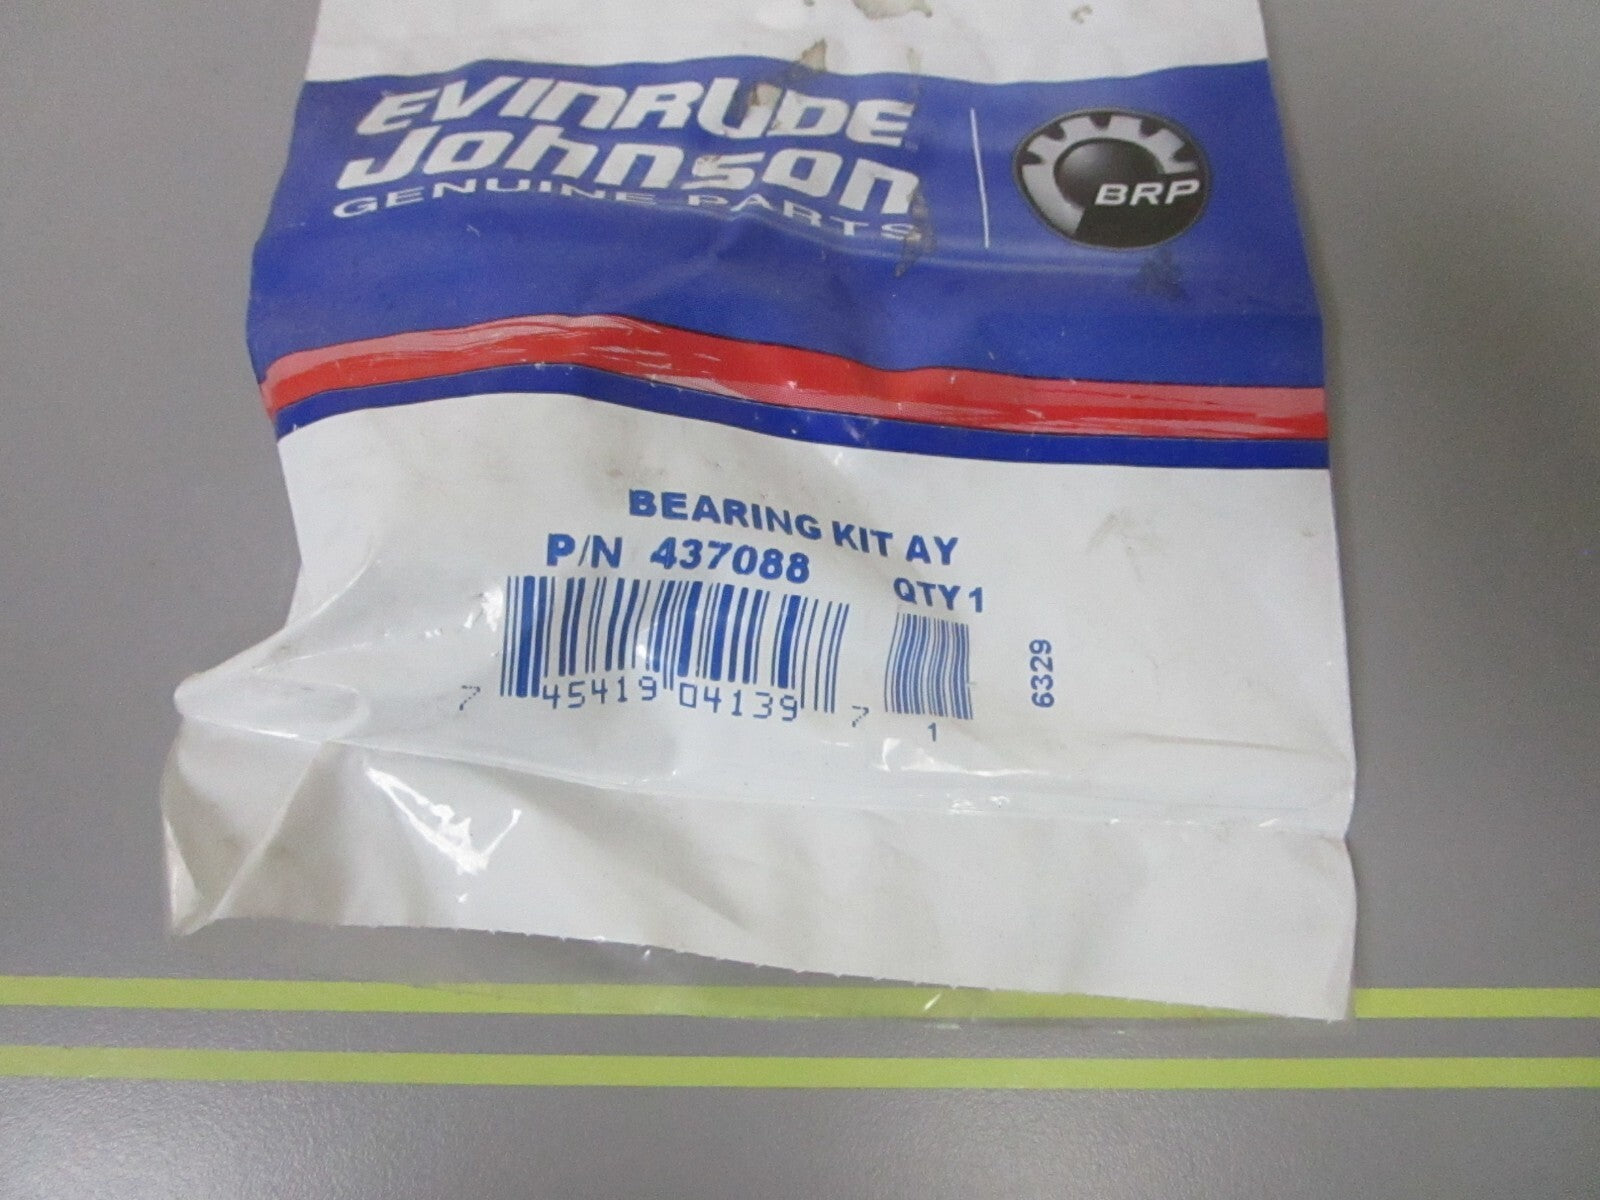 EVINRUDE
Johnson
GENUINE PARTS
BRP
BEARING KIT AY
P/N 437088
QTY 1
7 45419 04139 7
1
6329